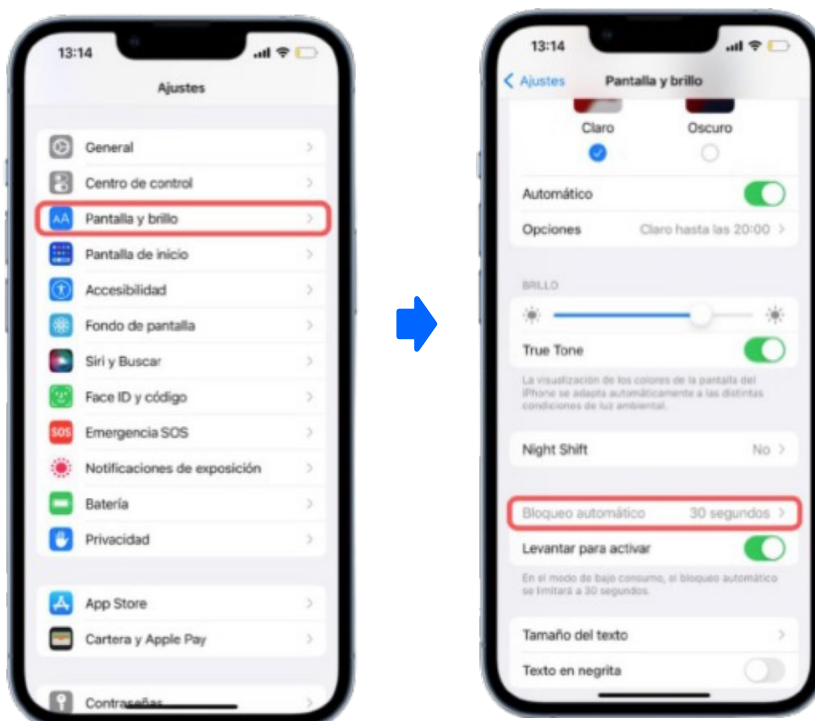 13:14
Ajustes
General
Centro de control
AA Pantalla y brillo
Pantalla de inicio
Accesibilidad
Fondo de pantalla
Siri y Buscar
Face ID y código
SOS Emergencia SOS
Notificaciones de exposición
Batería
Privacidad
App Store
Cartera y Apple Pay
Contraseñas
13:14
Ajustes Pantalla y brillo
Claro Oscuro
Automático
Opciones Claro hasta las 20:00
BRILLO
True Tone
La visualización de los colores de la pantalla del
iPhone se adapta automáticamente a las distintas
condiciones de luz ambiental.
Night Shift No
Bloqueo automático 30 segundos
Levantar para activar
En el modo de bajo consumo, el bloqueo automático
se limitará a 30 segundos.
Tamaño del texto
Texto en negrita